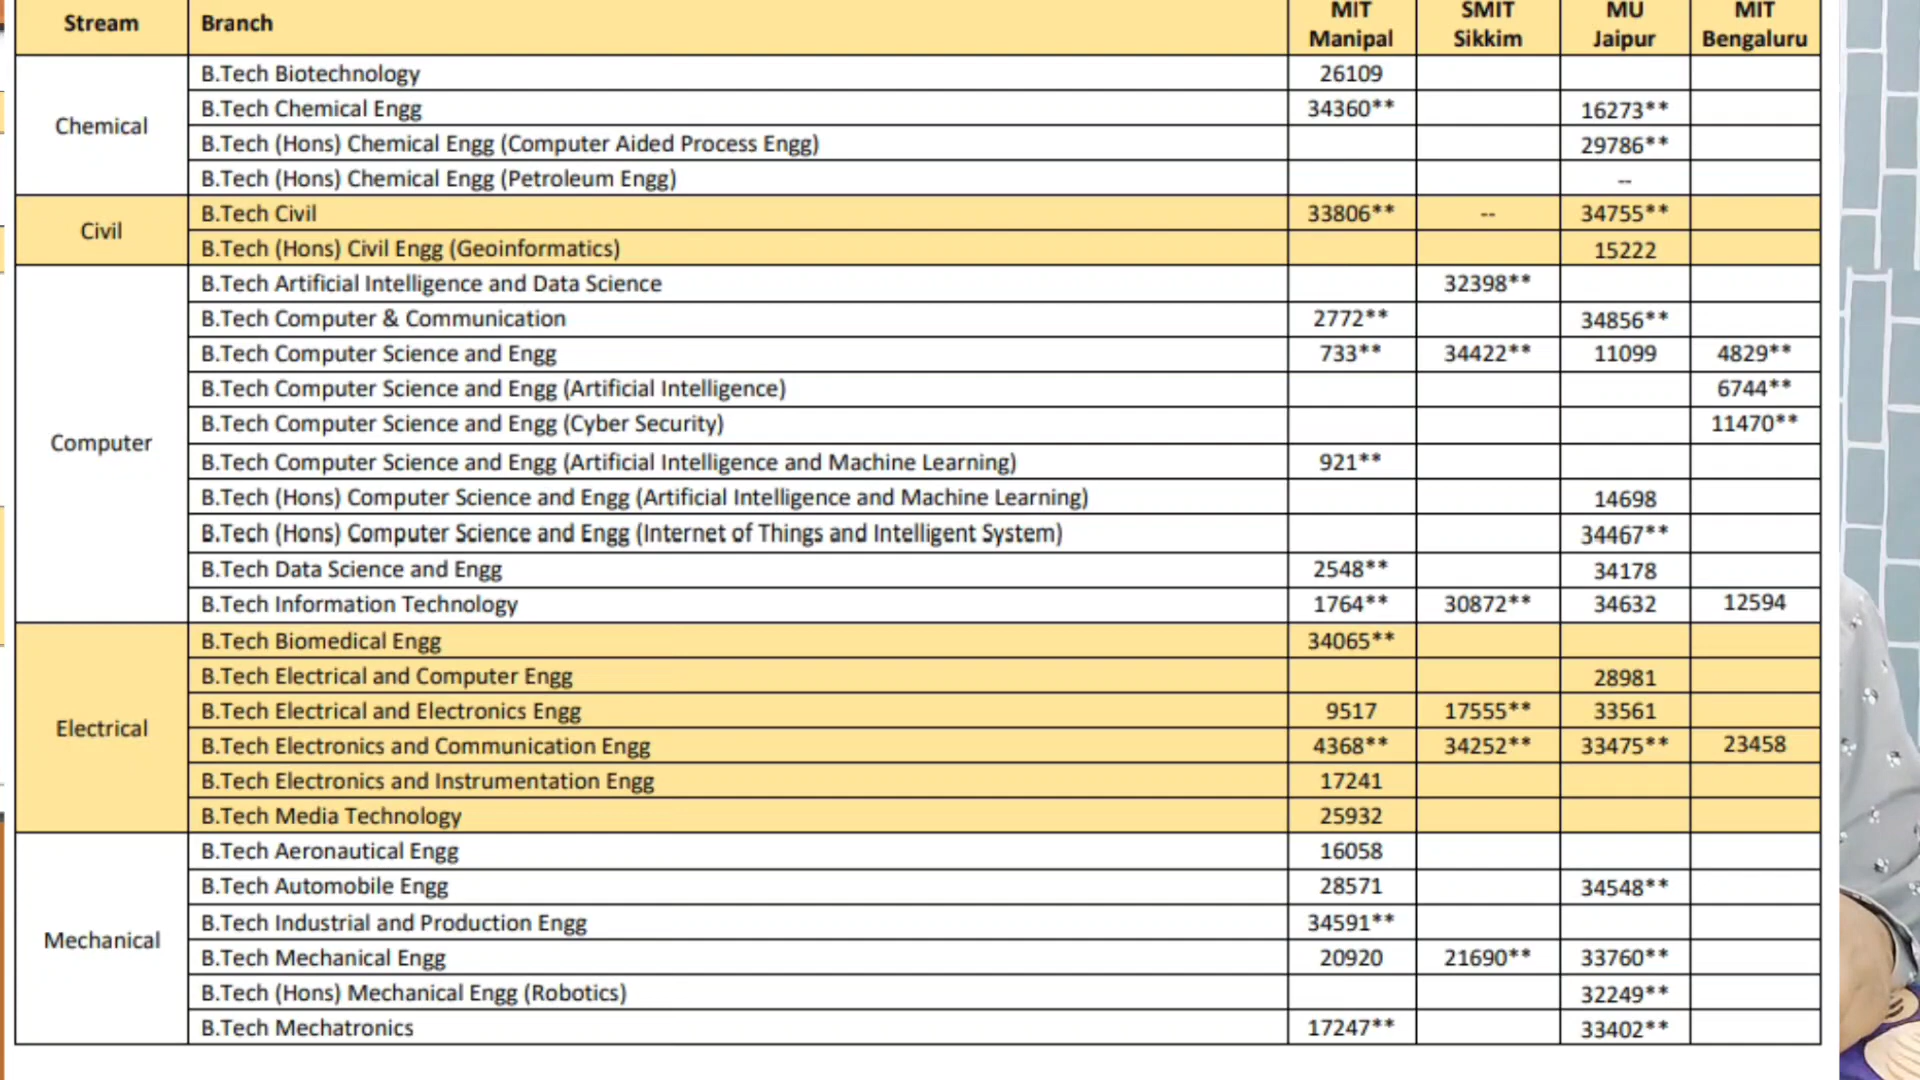 Stream Branch MIT Manipal SMIT Sikkim MU Jaipur MIT Bengaluru
Chemical
B.Tech Biotechnology 26109
B.Tech Chemical Engg 34360** 16273**
B.Tech (Hons) Chemical Engg (Computer Aided Process Engg) 29786**
B.Tech (Hons) Chemical Engg (Petroleum Engg) --
Civil
B.Tech Civil 33806** -- 34755**
B.Tech (Hons) Civil Engg (Geoinformatics) 15222
Computer
B.Tech Artificial Intelligence and Data Science 32398**
B.Tech Computer & Communication 2772** 34856**
B.Tech Computer Science and Engg 733** 34422** 11099 4829**
B.Tech Computer Science and Engg (Artificial Intelligence) 6744**
B.Tech Computer Science and Engg (Cyber Security) 11470**
B.Tech Computer Science and Engg (Artificial Intelligence and Machine Learning) 921**
B.Tech (Hons) Computer Science and Engg (Artificial Intelligence and Machine Learning) 14698
B.Tech (Hons) Computer Science and Engg (Internet of Things and Intelligent System) 34467**
B.Tech Data Science and Engg 2548** 34178
B.Tech Information Technology 1764** 30872** 34632 12594
Electrical
B.Tech Biomedical Engg 34065**
B.Tech Electrical and Computer Engg 28981
B.Tech Electrical and Electronics Engg 9517 17555** 33561
B.Tech Electronics and Communication Engg 4368** 34252** 33475** 23458
B.Tech Electronics and Instrumentation Engg 17241
B.Tech Media Technology 25932
Mechanical
B.Tech Aeronautical Engg 16058
B.Tech Automobile Engg 28571 34548**
B.Tech Industrial and Production Engg 34591**
B.Tech Mechanical Engg 20920 21690** 33760**
B.Tech (Hons) Mechanical Engg (Robotics) 32249**
B.Tech Mechatronics 17247** 33402**